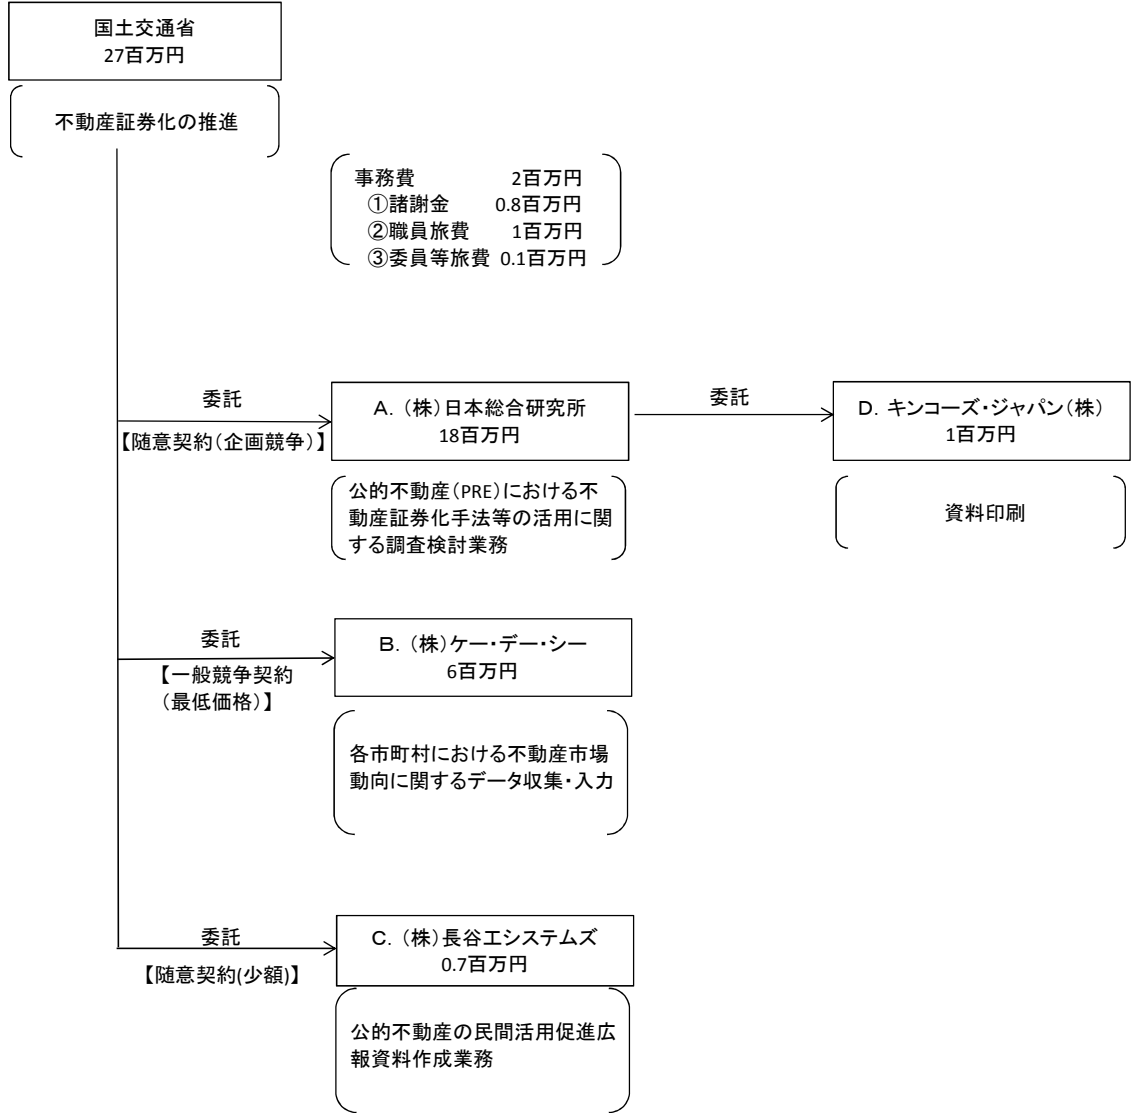 国土交通省
27百万円
不動産証券化の推進
事務費 2百万円
①諸謝金 0.8百万円
②職員旅費 1百万円
③委員等旅費 0.1百万円
委託
【随意契約(企画競争)】
A.(株)日本総合研究所
18百万円
公的不動産(PRE)における不
動産証券化手法等の活用に関
する調査検討業務
委託
D. キンコーズ・ジャパン(株)
1百万円
資料印刷
委託
【一般競争契約
(最低価格)】
B.(株)ケー・デー・シー
6百万円
各市町村における不動産市場
動向に関するデータ収集・入力
委託
【随意契約(少額)】
C.(株)長谷工システムズ
0.7百万円
公的不動産の民間活用促進広
報資料作成業務